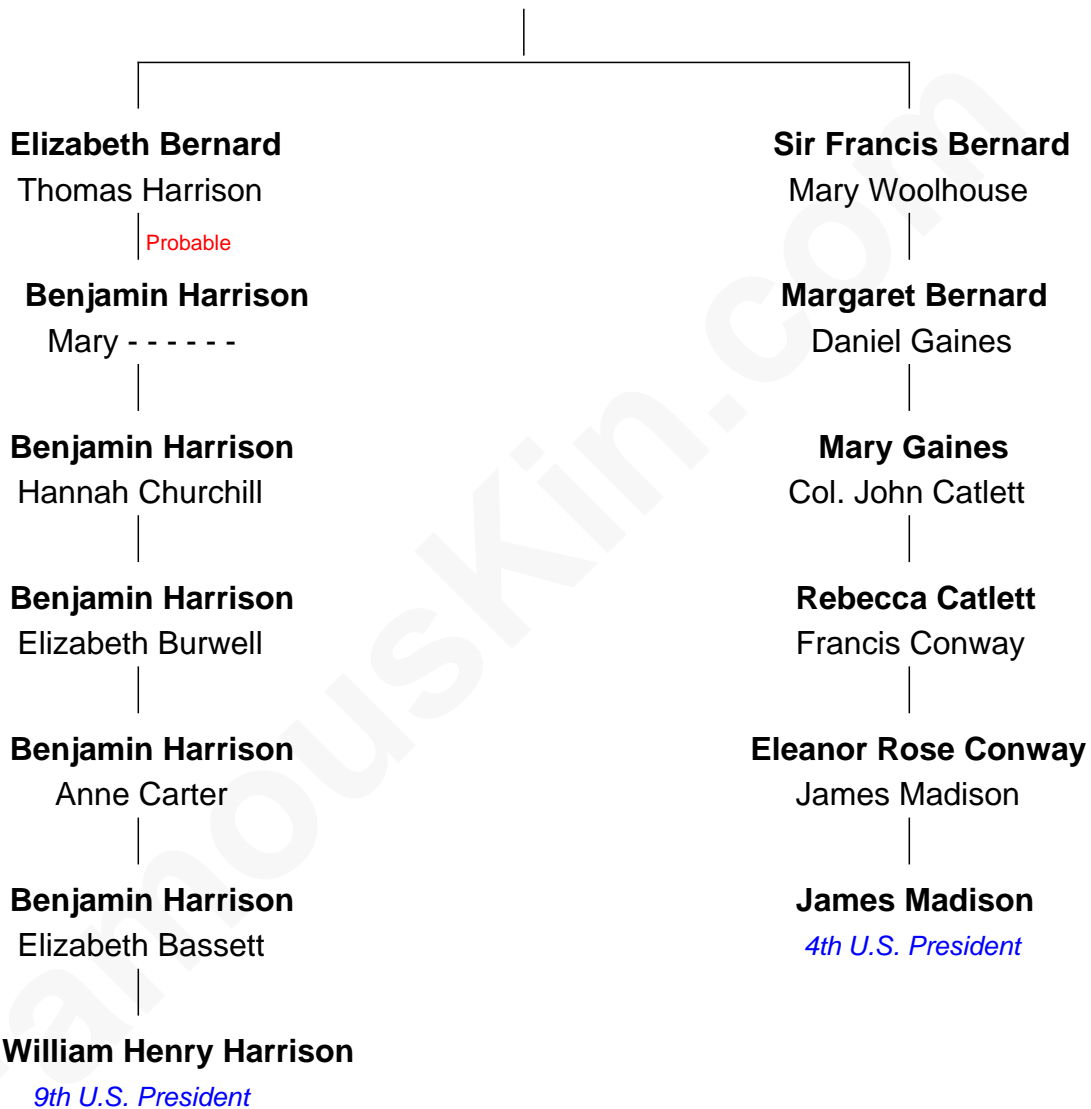 Elizabeth Bernard
Thomas Harrison
Probable
Benjamin Harrison
Mary - - - - - -
Benjamin Harrison
Hannah Churchill
Benjamin Harrison
Elizabeth Burwell
Benjamin Harrison
Anne Carter
Benjamin Harrison
Elizabeth Bassett
William Henry Harrison
9th U.S. President
Sir Francis Bernard
Mary Woolhouse
Margaret Bernard
Daniel Gaines
Mary Gaines
Col. John Catlett
Rebecca Catlett
Francis Conway
Eleanor Rose Conway
James Madison
James Madison
4th U.S. President
amousKin.com